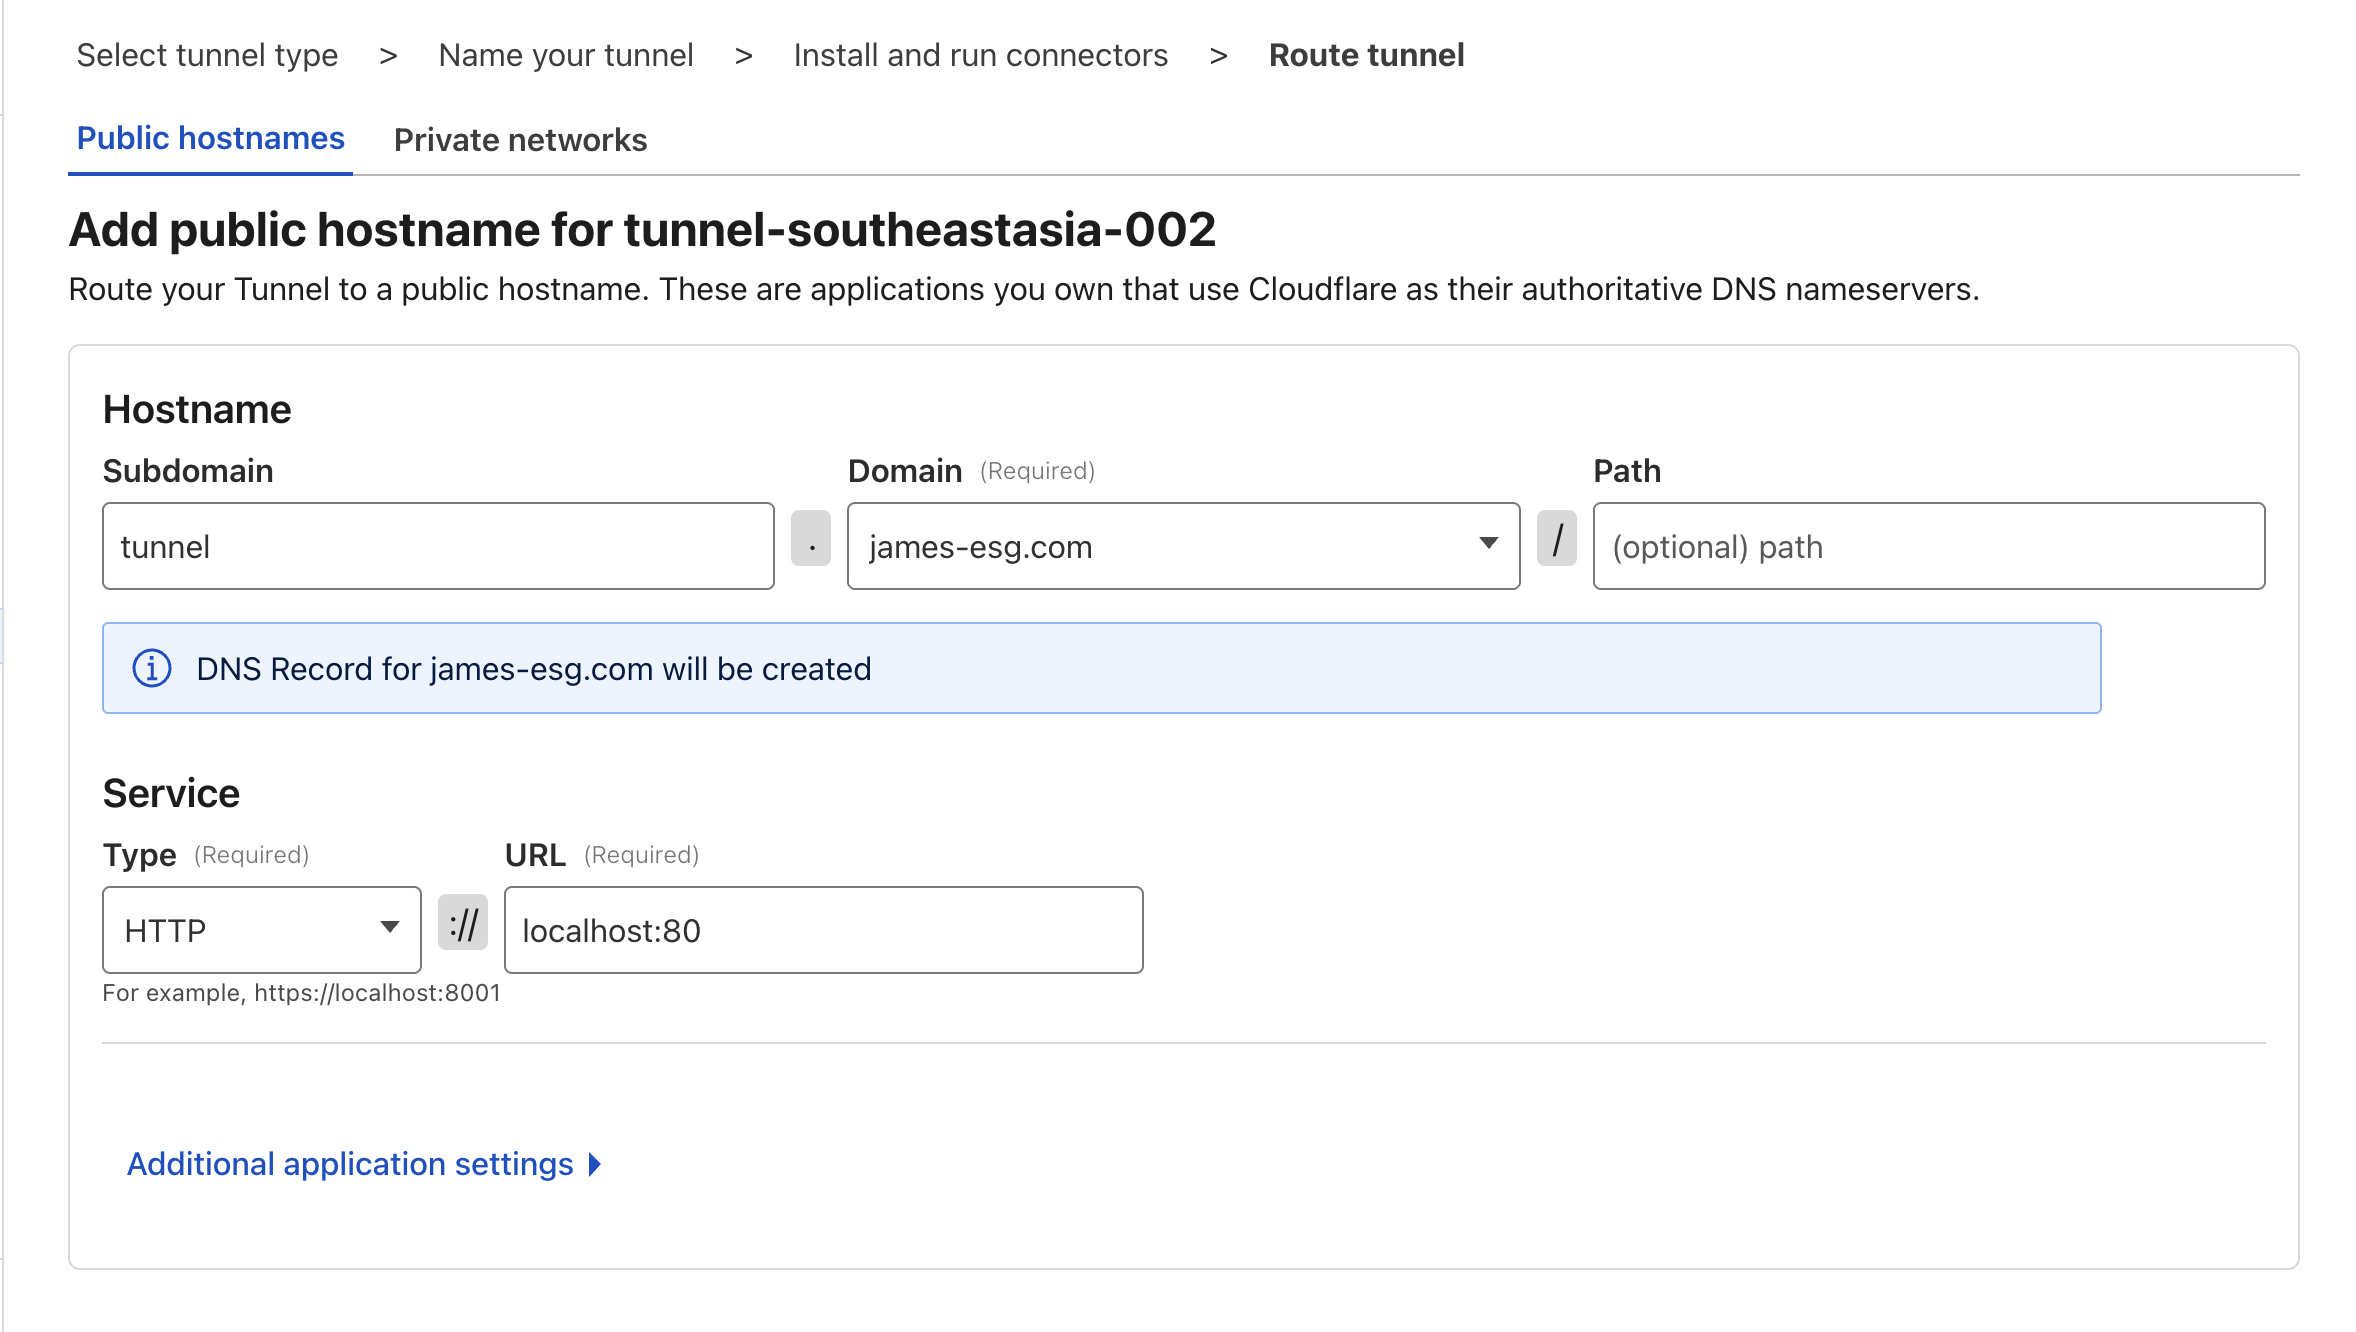 Select tunnel type > Name your tunnel > Install and run connectors > Route tunnel
Public hostnames Private networks
Add public hostname for tunnel-southeastasia-002
Route your Tunnel to a public hostname. These are applications you own that use Cloudflare as their authoritative DNS nameservers.
Hostname
Subdomain Domain (Required) Path
tunnel . james-esg.com / (optional) path
DNS Record for james-esg.com will be created
Service
Type (Required) URL (Required)
HTTP :// localhost:80
For example, https://localhost:8001
Additional application settings